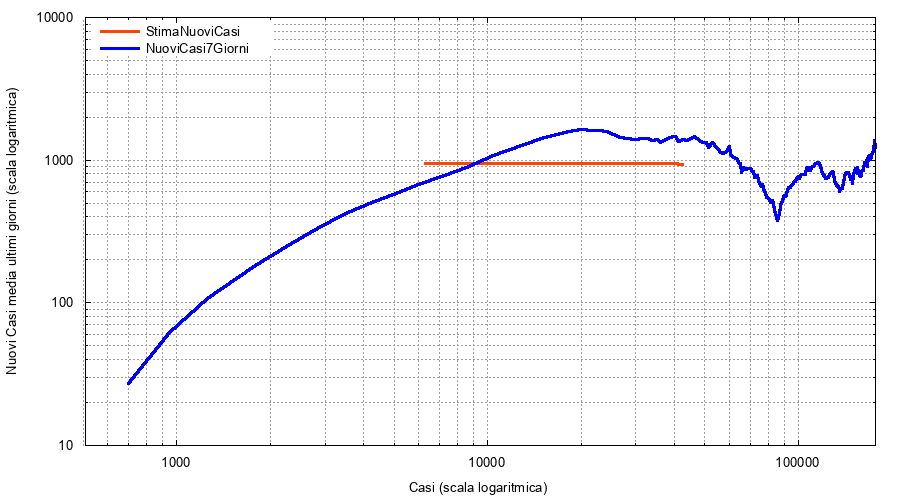 10000
StimaNuoviCasi
NuoviCasi7Giorni
1000
100
10
Nuovi Casi media ultimi giorni (scala logaritmica)
1000 10000 100000
Casi (scala logaritmica)